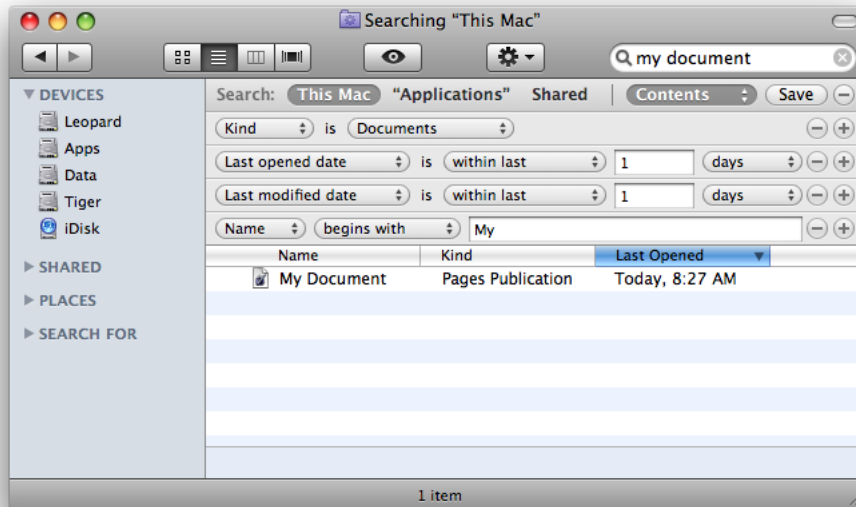 Searching “This Mac”
my document
DEVICES
Leopard
Apps
Data
Tiger
iDisk
SHARED
PLACES
SEARCH FOR
Search: This Mac “Applications” Shared Contents Save
Kind is Documents
Last opened date is within last 1 days
Last modified date is within last 1 days
Name begins with My
Name Kind Last Opened
My Document Pages Publication Today, 8:27 AM
1 item